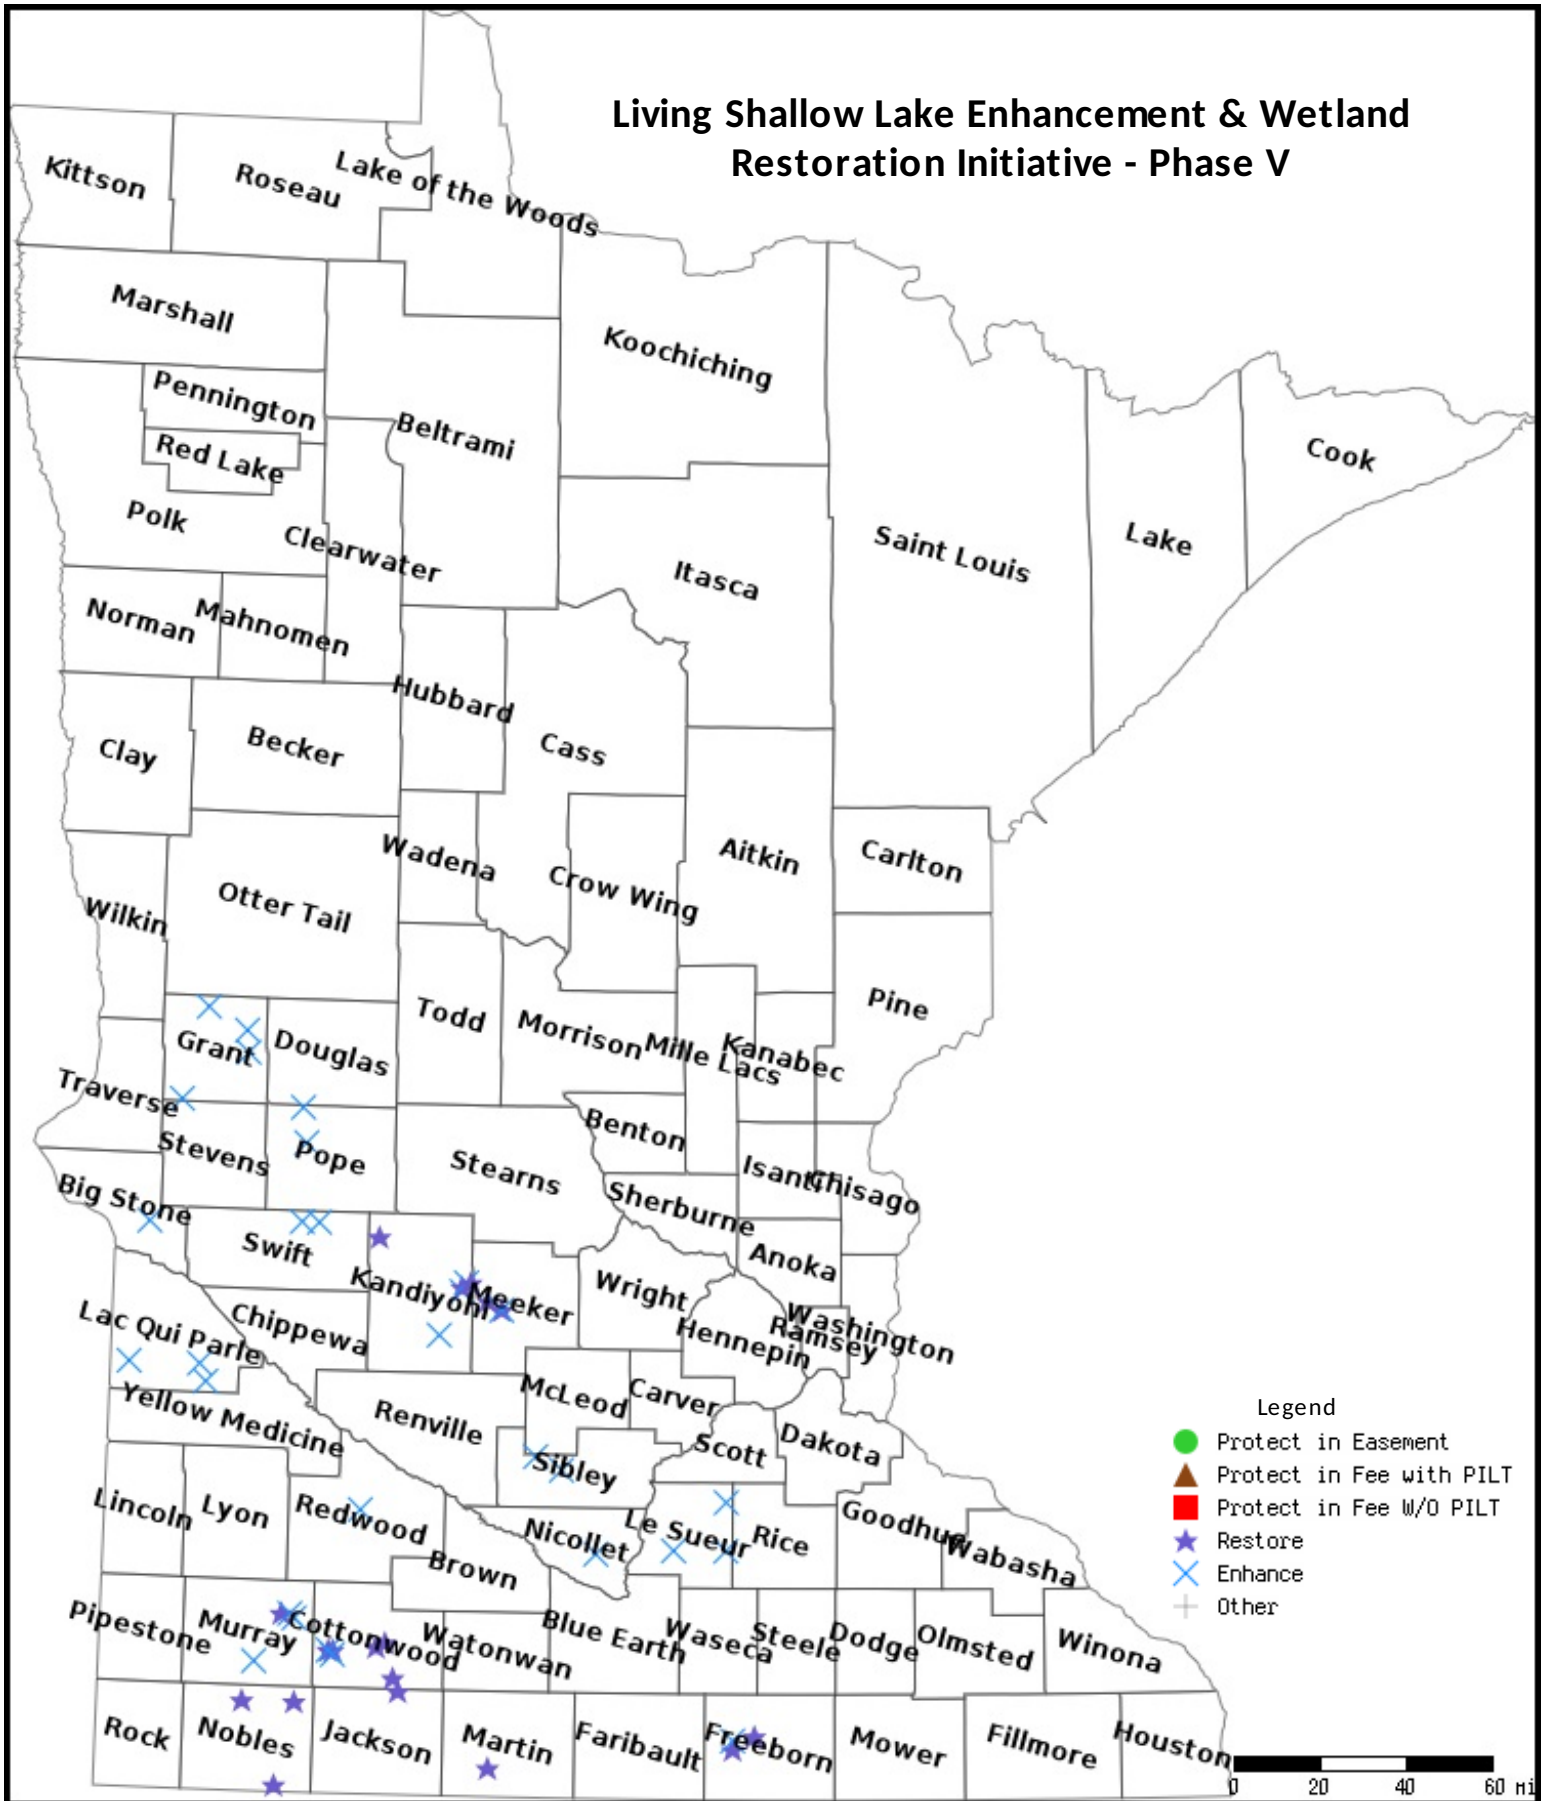 Living Shallow Lake Enhancement & Wetland
Restoration Initiative - Phase V
Kittson
Roseau
Lake of the Woods
Marshall
Koochiching
Pennington
Beltrami
Red Lake
Cook
Polk
Clearwater
Saint Louis
Lake
Itasca
Norman
Mahnomen
Hubbard
Clay
Becker
Cass
Wadena
Aitkin
Carlton
Crow Wing
Otter Tail
Wilkin
Pine
Todd
Morrison
Mille Lacs
Kanabec
Grant
Douglas
Traverse
Benton
Stevens
Pope
Stearns
Isanti
Chisago
Big Stone
Sherburne
Swift
Anoka
Kandiyohi
Meeker
Wright
Washington
Ramsey
Hennepin
Lac Qui Parle
Chippewa
McLeod
Carver
Yellow Medicine
Renville
Scott
Dakota
Sibley
Legend
Protect in Easement
Protect in Fee with PILT
Protect in Fee W/O PILT
Restore
Enhance
Other
Lincoln
Lyon
Redwood
Nicollet
Le Sueur
Rice
Goodhue
Wabasha
Brown
Pipestone
Murray
Cottonwood
Watonwan
Blue Earth
Waseca
Steele
Dodge
Olmsted
Winona
Rock
Nobles
Jackson
Martin
Faribault
Freeborn
Mower
Fillmore
Houston
0 20 40 60 mi